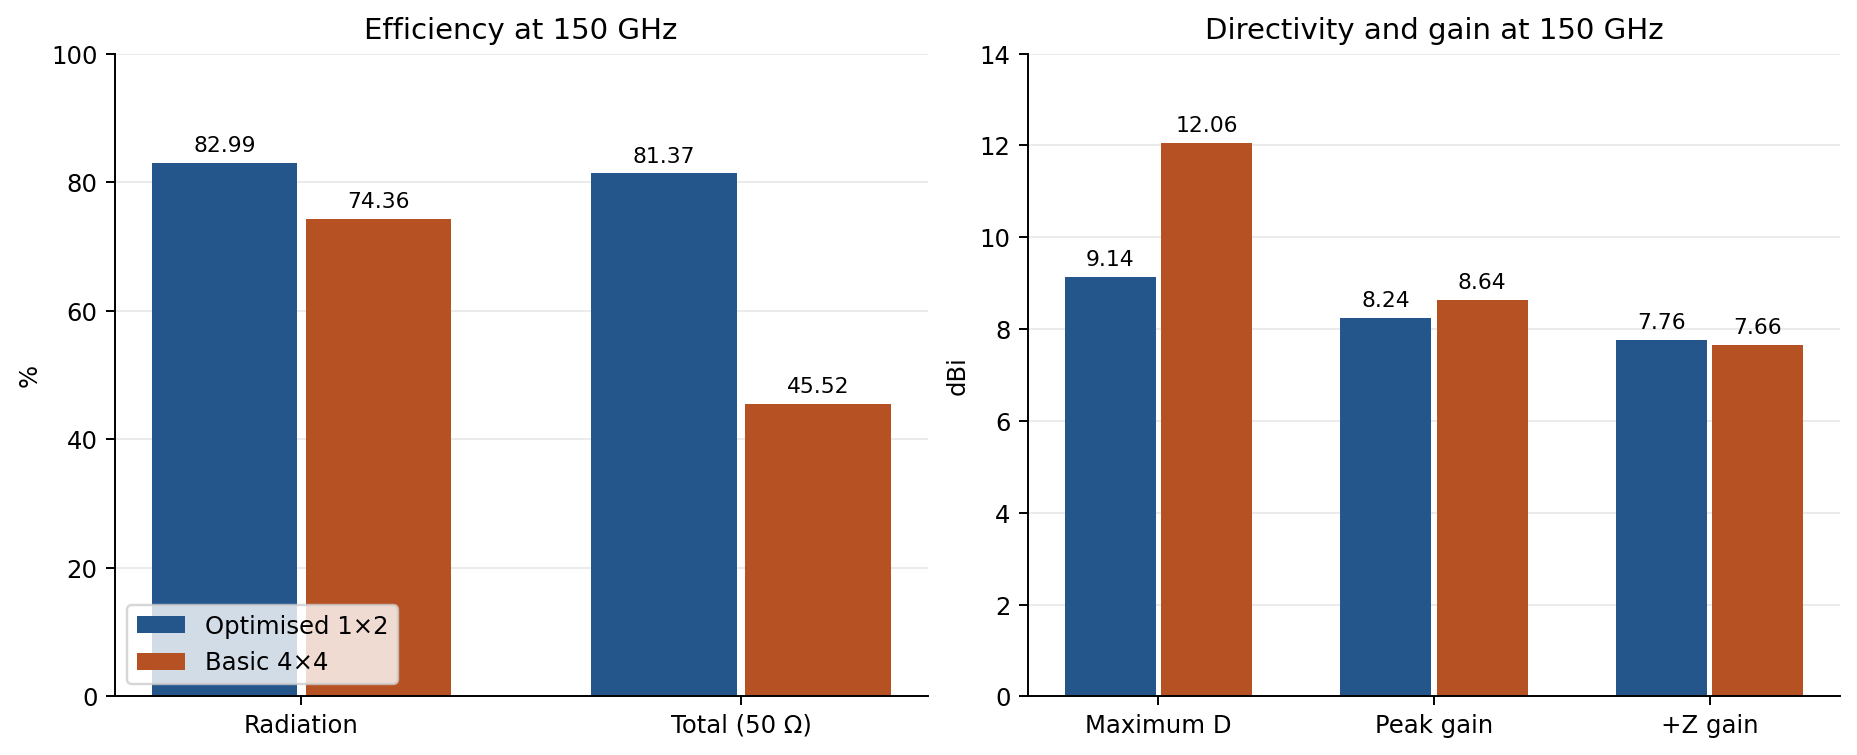 Efficiency at 150 GHz
100
80
60
40
20
0
%
82.99
74.36
81.37
45.52
Optimised 1×2
Basic 4×4
Radiation
Total (50 Ω)
Directivity and gain at 150 GHz
14
12
10
8
6
4
2
0
dBi
9.14
12.06
8.24
8.64
7.76
7.66
Maximum D
Peak gain
+Z gain